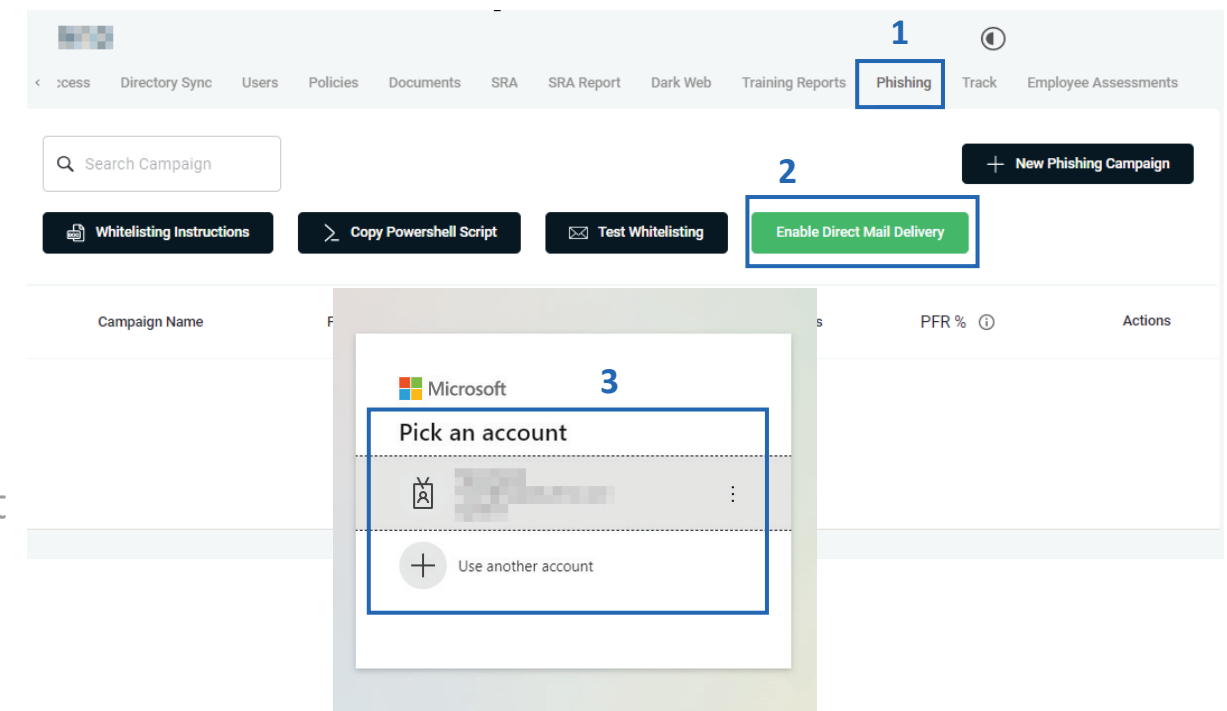 1
‹ ccess Directory Sync Users Policies Documents SRA SRA Report Dark Web Training Reports Phishing Track Employee Assessments
Search Campaign
2
New Phishing Campaign
Whitelisting Instructions Copy Powershell Script Test Whitelisting Enable Direct Mail Delivery
Campaign Name PFR % Actions
Microsoft 3
Pick an account
Use another account